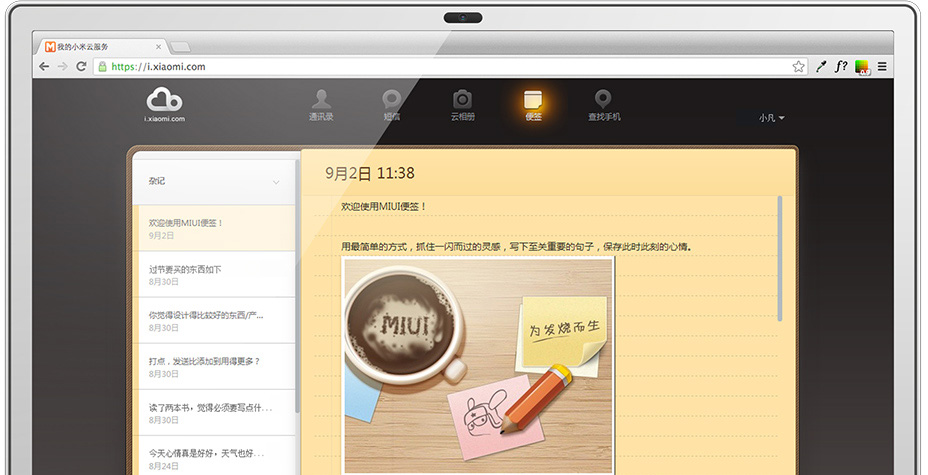 我的小米云服务
https://i.xiaomi.com
f?
i.xiaomi.com
通讯录
短信
云相册
便签
查找手机
小凡
杂记
欢迎使用MIUI便签！
9月2日
过节要买的东西如下
8月30日
你觉得设计得比较好的东西/产...
8月30日
打点，发送比添加到用得更多？
8月30日
读了两本书，觉得必须要写点什...
8月30日
今天心情真是好好，天气也好...
8月24日
9月2日 11:38
欢迎使用MIUI便签！
用最简单的方式，抓住一闪而过的灵感，写下至关重要的句子，保存此时此刻的心情。
MIUI
为发烧而生